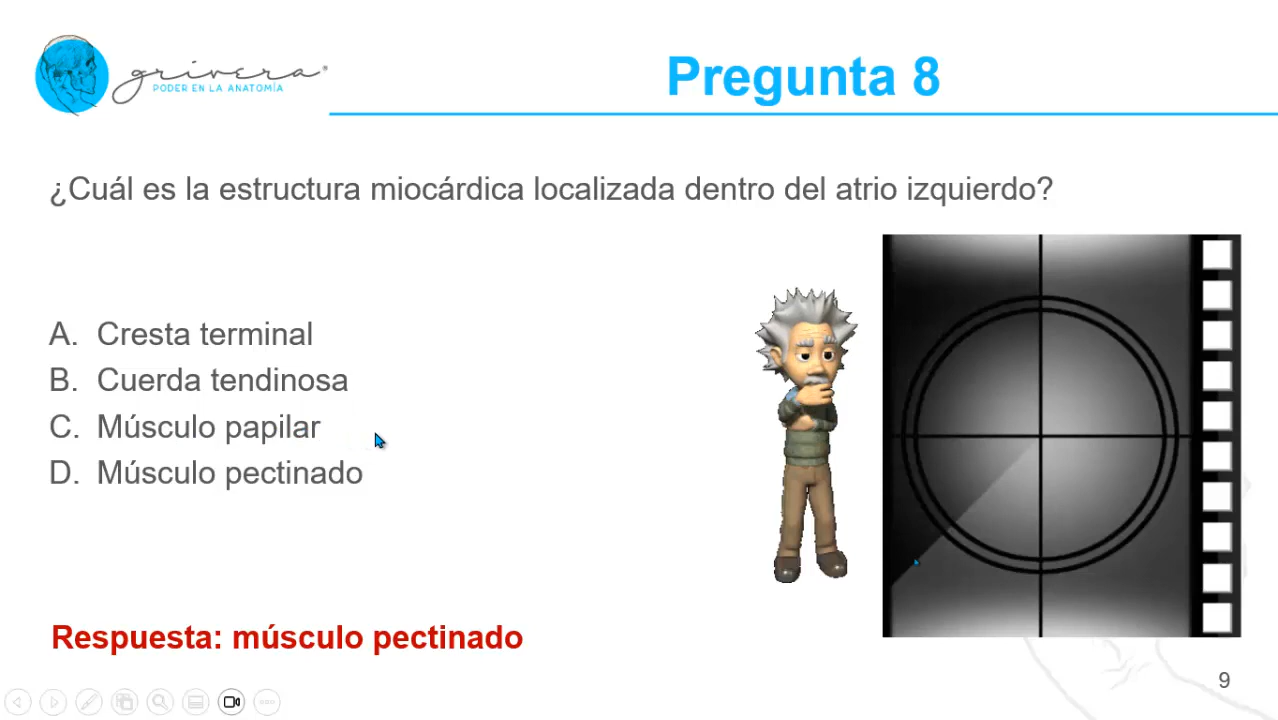 grivera®
PODER EN LA ANATOMÍA
Pregunta 8
¿Cuál es la estructura miocárdica localizada dentro del atrio izquierdo?
A. Cresta terminal
B. Cuerda tendinosa
C. Músculo papilar
D. Músculo pectinado
Respuesta: músculo pectinado
9